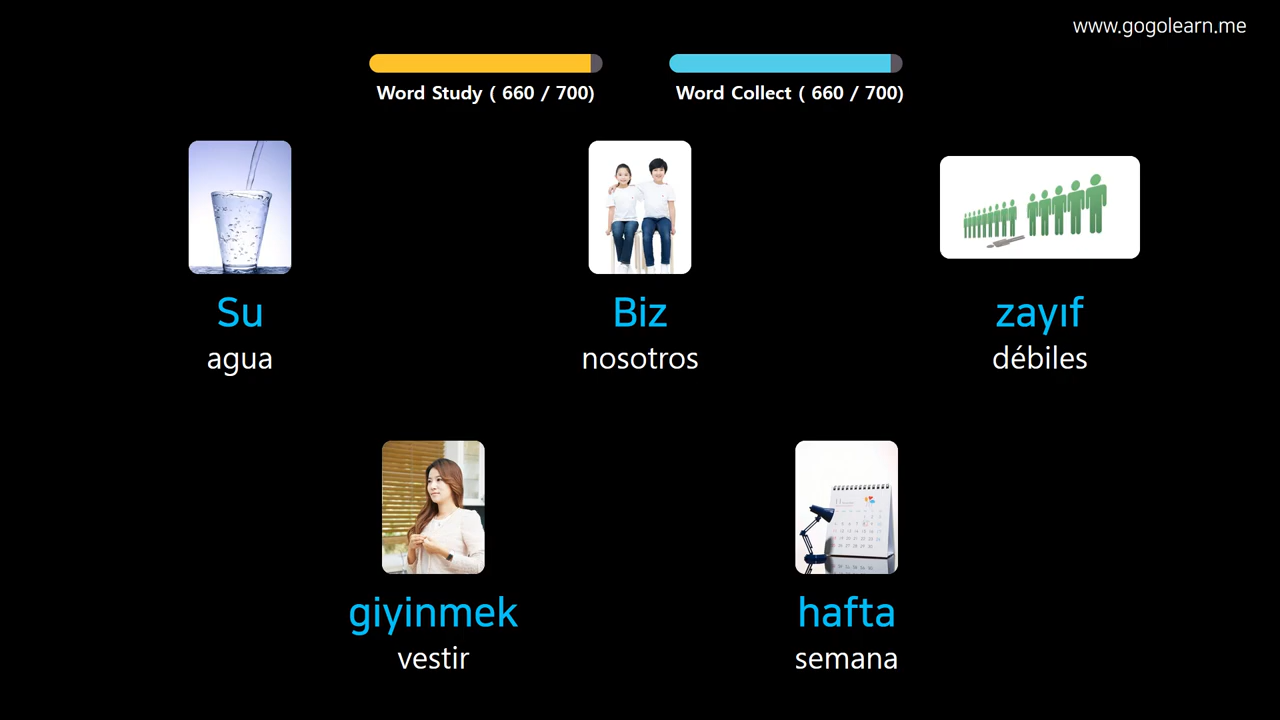 www.gogolearn.me
Word Study ( 660 / 700)
Word Collect ( 660 / 700)
Su
agua
Biz
nosotros
zayıf
débiles
giyinmek
vestir
hafta
semana